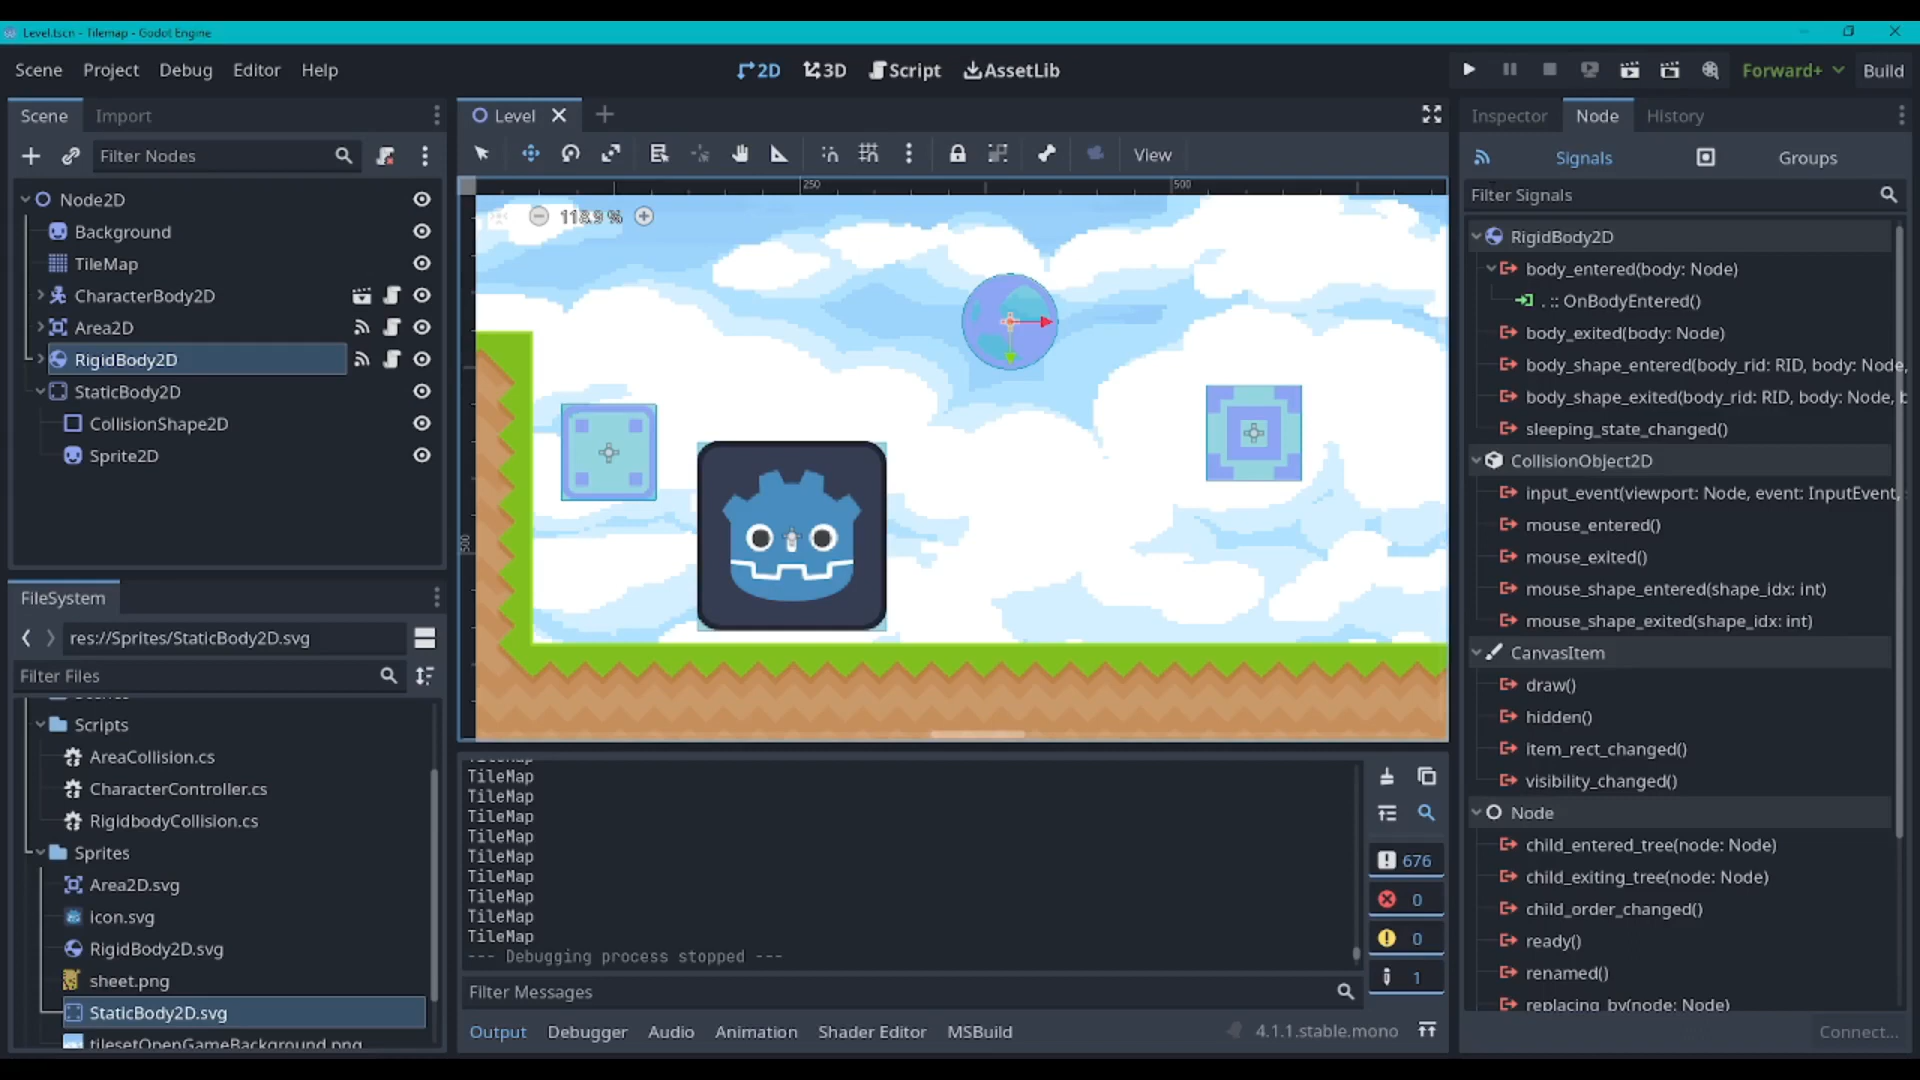 Level.tscn - Tilemap - Godot Engine
Scene Project Debug Editor Help
2D 3D Script AssetLib
Forward+ Build
Scene Import
Filter Nodes
Node2D
Background
TileMap
CharacterBody2D
Area2D
RigidBody2D
StaticBody2D
CollisionShape2D
Sprite2D
FileSystem
res://Sprites/StaticBody2D.svg
Filter Files
Scripts
AreaCollision.cs
CharacterController.cs
RigidbodyCollision.cs
Sprites
Area2D.svg
icon.svg
RigidBody2D.svg
sheet.png
StaticBody2D.svg
tilesetOpenGameBackground.png
Level
View
250 500
500
118.9 %
TileMap
TileMap
TileMap
TileMap
TileMap
TileMap
TileMap
TileMap
TileMap
TileMap
--- Debugging process stopped ---
676
0
0
1
Filter Messages
Output Debugger Audio Animation Shader Editor MSBuild
4.1.1.stable.mono
Inspector Node History
Signals Groups
Filter Signals
RigidBody2D
body_entered(body: Node)
. :: OnBodyEntered()
body_exited(body: Node)
body_shape_entered(body_rid: RID, body: Node,
body_shape_exited(body_rid: RID, body: Node, b
sleeping_state_changed()
CollisionObject2D
input_event(viewport: Node, event: InputEvent,
mouse_entered()
mouse_exited()
mouse_shape_entered(shape_idx: int)
mouse_shape_exited(shape_idx: int)
CanvasItem
draw()
hidden()
item_rect_changed()
visibility_changed()
Node
child_entered_tree(node: Node)
child_exiting_tree(node: Node)
child_order_changed()
ready()
renamed()
replacing_by(node: Node)
Connect...